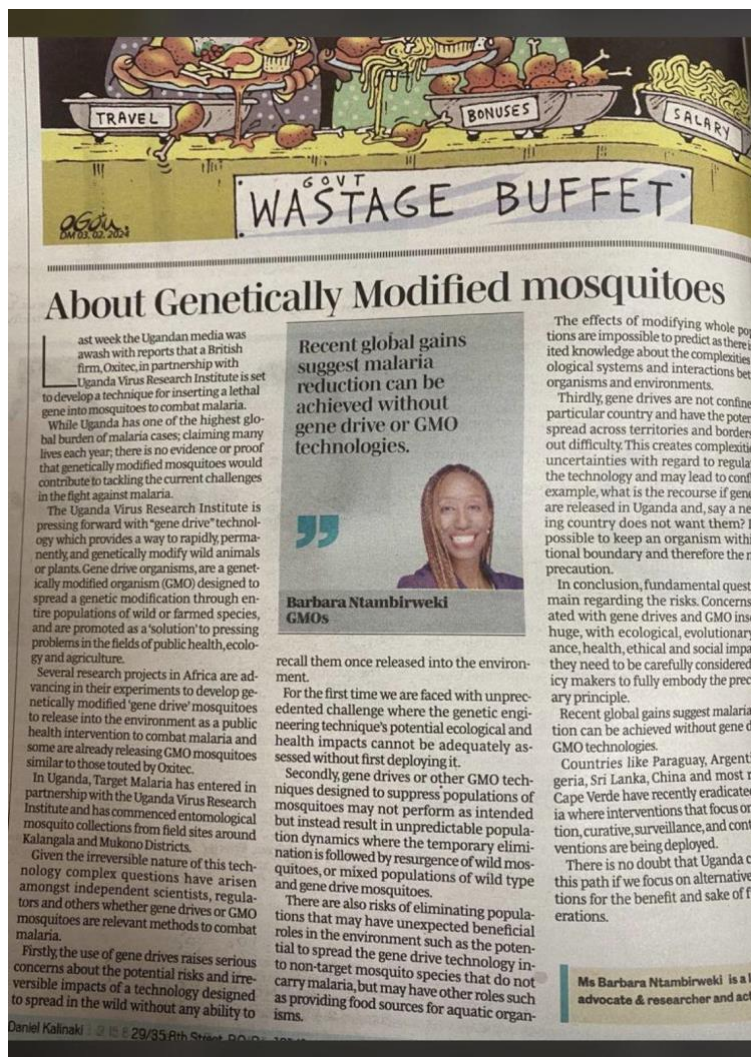 TRAVEL
BONUSES
SALARY
GOVT
WASTAGE BUFFET
DM 03.02.2024
About Genetically Modified mosquitoes
Last week the Ugandan media was
awash with reports that a British
firm, Oxitec, in partnership with
Uganda Virus Research Institute is set
to develop a technique for inserting a lethal
gene into mosquitoes to combat malaria.
While Uganda has one of the highest glo-
bal burden of malaria cases; claiming many
lives each year; there is no evidence or proof
that genetically modified mosquitoes would
contribute to tackling the current challenges
in the fight against malaria.
The Uganda Virus Research Institute is
pressing forward with "gene drive" technol-
ogy which provides a way to rapidly, perma-
nently, and genetically modify wild animals
or plants. Gene drive organisms, are a genet-
ically modified organism (GMO) designed to
spread a genetic modification through en-
tire populations of wild or farmed species,
and are promoted as a 'solution' to pressing
problems in the fields of public health, ecolo-
gy and agriculture.
Several research projects in Africa are ad-
vancing in their experiments to develop ge-
netically modified 'gene drive' mosquitoes
to release into the environment as a public
health intervention to combat malaria and
some are already releasing GMO mosquitoes
similar to those touted by Oxitec.
In Uganda, Target Malaria has entered in
partnership with the Uganda Virus Research
Institute and has commenced entomological
mosquito collections from field sites around
Kalangala and Mukono Districts.
Given the irreversible nature of this tech-
nology complex questions have arisen
amongst independent scientists, regula-
tors and others whether gene drives or GMO
mosquitoes are relevant methods to combat
malaria.
Firstly, the use of gene drives raises serious
concerns about the potential risks and irre-
versible impacts of a technology designed
to spread in the wild without any ability to
Recent global gains
suggest malaria
reduction can be
achieved without
gene drive or GMO
technologies.
”
Barbara Ntambirweki
GMOs
recall them once released into the environ-
ment.
For the first time we are faced with unprec-
edented challenge where the genetic engi-
neering technique's potential ecological and
health impacts cannot be adequately as-
sessed without first deploying it.
Secondly, gene drives or other GMO tech-
niques designed to suppress populations of
mosquitoes may not perform as intended
but instead result in unpredictable popula-
tion dynamics where the temporary elimi-
nation is followed by resurgence of wild mos-
quitoes, or mixed populations of wild type
and gene drive mosquitoes.
There are also risks of eliminating popula-
tions that may have unexpected beneficial
roles in the environment such as the poten-
tial to spread the gene drive technology in-
to non-target mosquito species that do not
carry malaria, but may have other roles such
as providing food sources for aquatic organ-
isms.
The effects of modifying whole pop
tions are impossible to predict as there i
ited knowledge about the complexities
ological systems and interactions bet
organisms and environments.
Thirdly, gene drives are not confine
particular country and have the poten
spread across territories and border
out difficulty. This creates complexiti
uncertainties with regard to regula
the technology and may lead to conf
example, what is the recourse if gen
are released in Uganda and, say a ne
ing country does not want them?
possible to keep an organism with
tional boundary and therefore the
precaution.
In conclusion, fundamental quest
main regarding the risks. Concerns
ated with gene drives and GMO ins
huge, with ecological, evolutionary
ance, health, ethical and social impa
they need to be carefully considered
icy makers to fully embody the prec
ary principle.
Recent global gains suggest malaria
tion can be achieved without gene d
GMO technologies.
Countries like Paraguay, Argent
geria, Sri Lanka, China and most r
Cape Verde have recently eradicated
ia where interventions that focus on
tion, curative, surveillance, and cont
ventions are being deployed.
There is no doubt that Uganda c
this path if we focus on alternative
tions for the benefit and sake of f
erations.
Ms Barbara Ntambirweki is a
advocate & researcher and
Daniel Kalinaki 29/35 8th Street